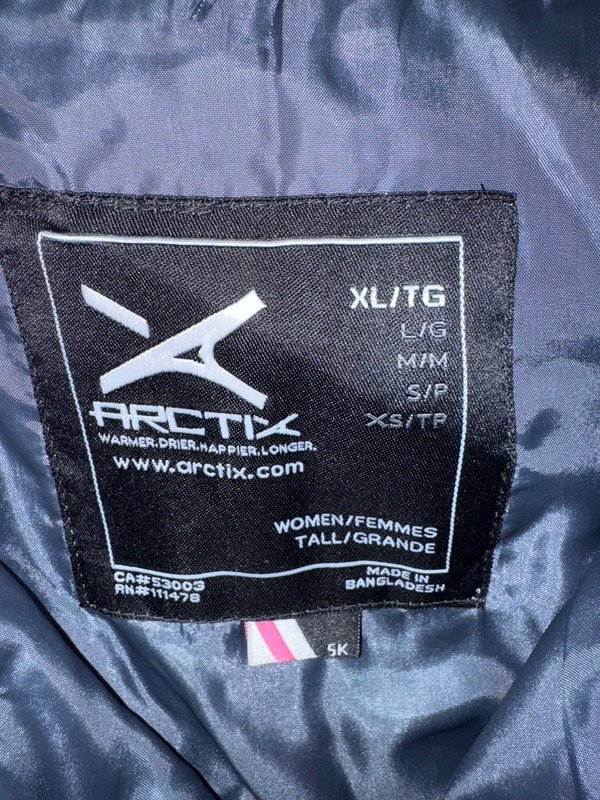 XL/TG
L/G
M/M
S/P
XS/TP
ARCTIX
WARMER.DRIER.HAPPIER.LONGER.
www.arctix.com
WOMEN/FEMMES
TALL/GRANDE
CA#53003
RN#111478
MADE IN
BANGLADESH
5K